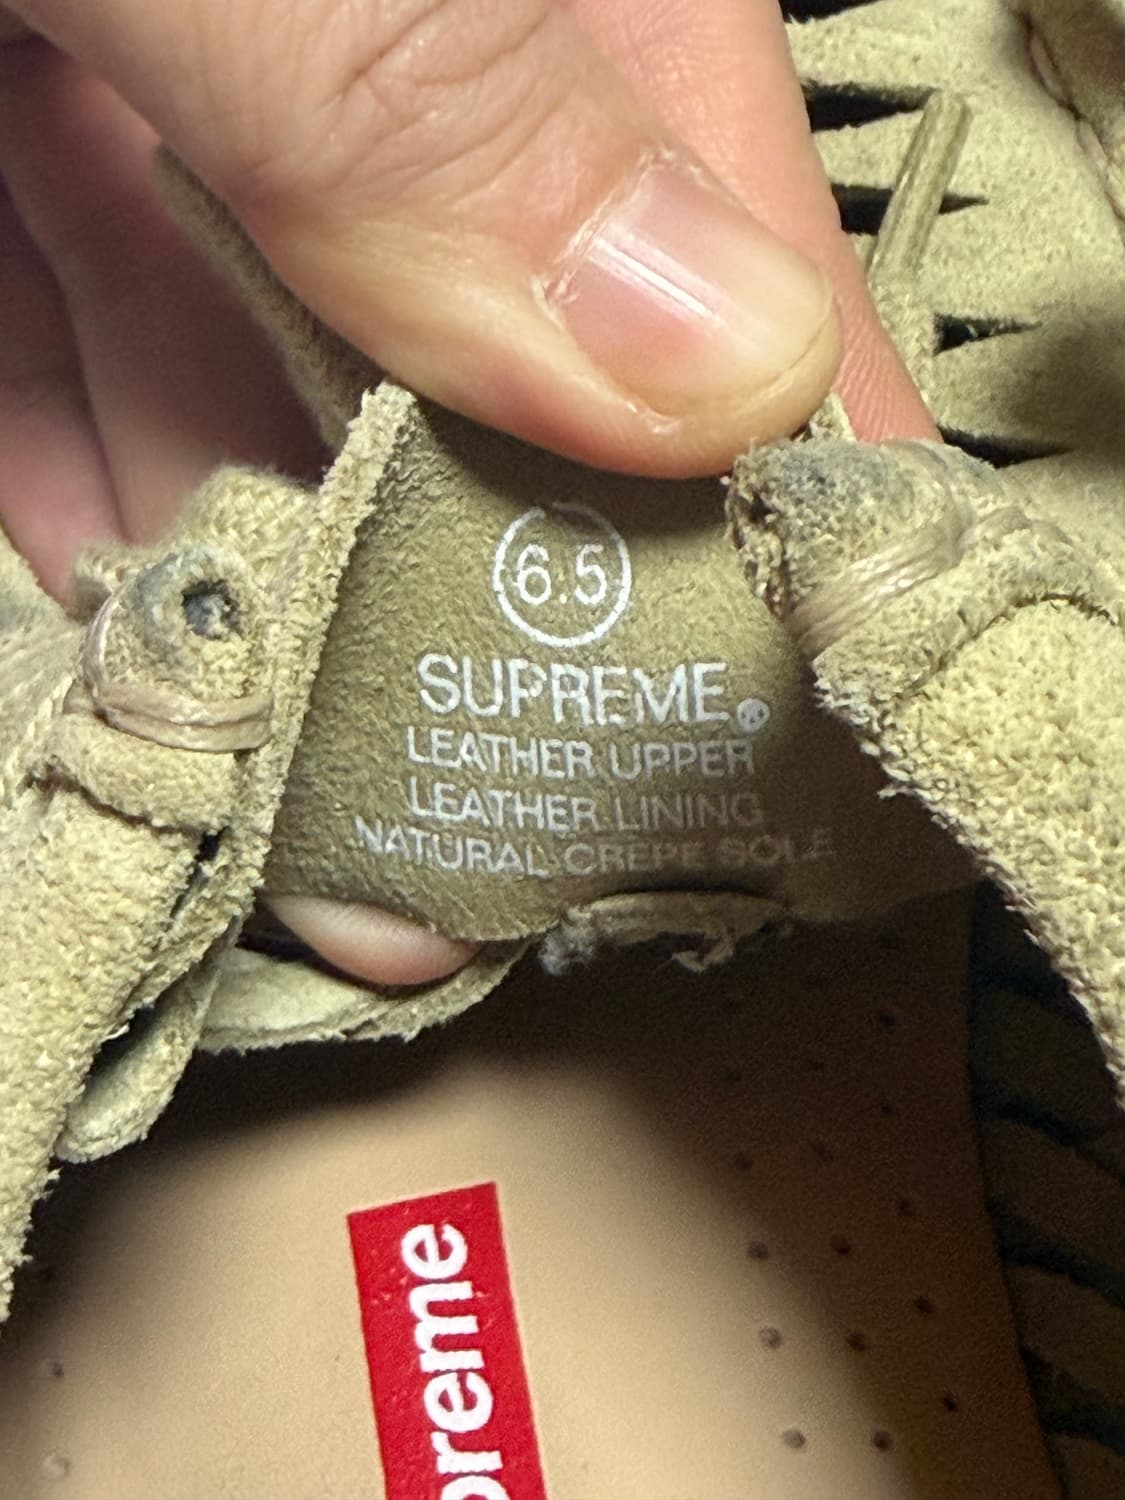 6.5
SUPREME®
LEATHER UPPER
LEATHER LINING
NATURAL CREPE SOLE
preme